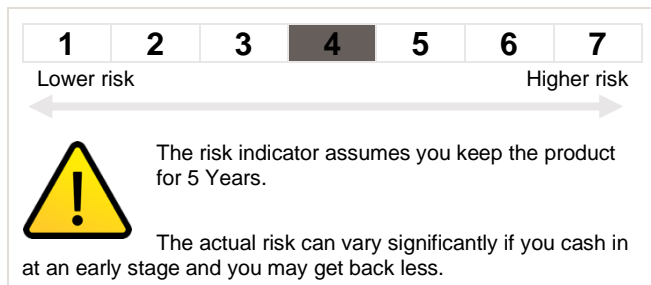 1 2 3 4 5 6 7
Lower risk Higher risk
The risk indicator assumes you keep the product
for 5 Years.
The actual risk can vary significantly if you cash in
at an early stage and you may get back less.